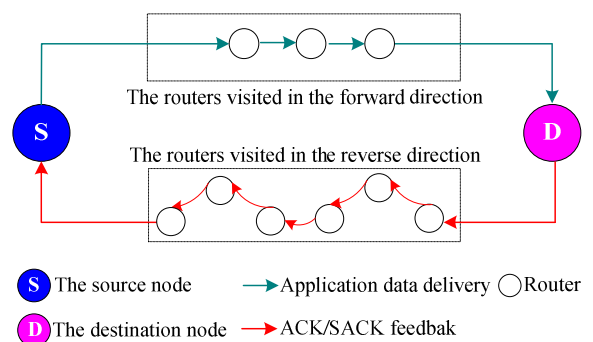 The routers visited in the forward direction
S
D
The routers visited in the reverse direction
S The source node Application data delivery Router
D The destination node ACK/SACK feedbak